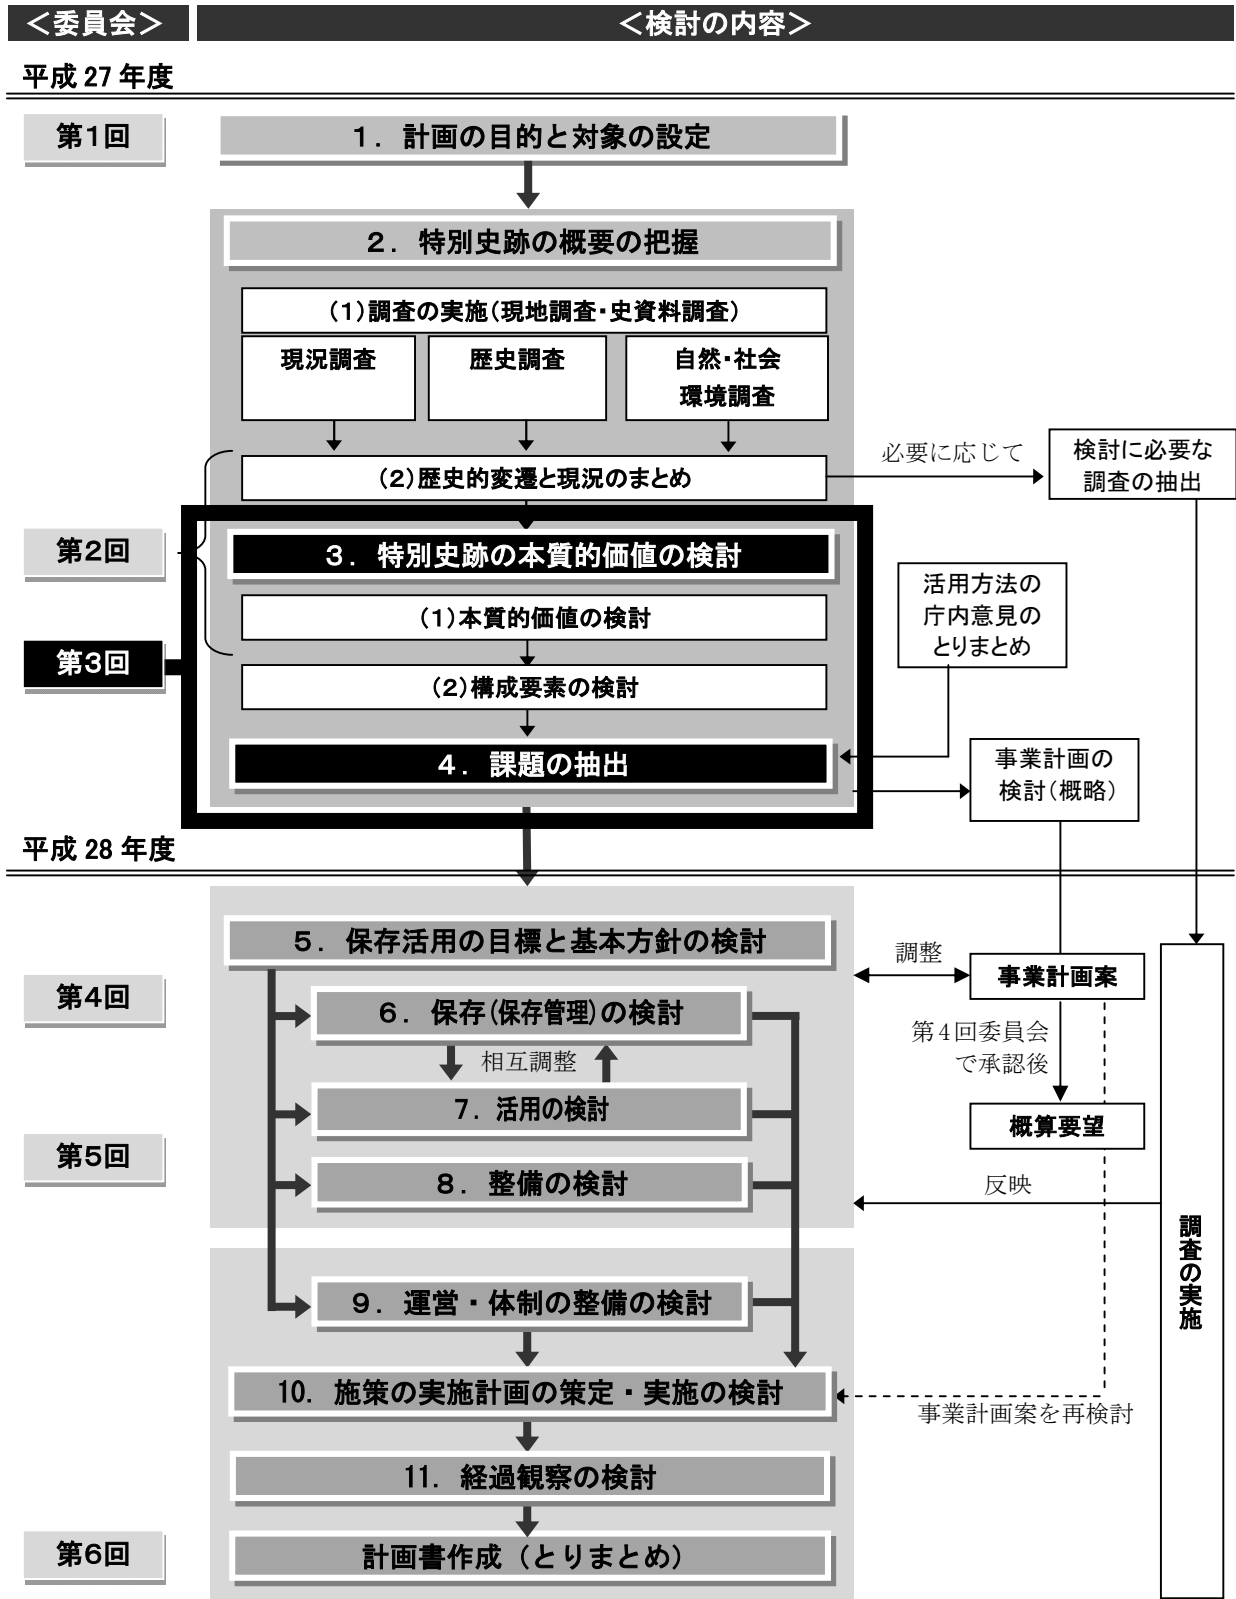 ＜委員会＞
＜検討の内容＞
平成 27 年度
第1回
１．計画の目的と対象の設定
２．特別史跡の概要の把握
（１）調査の実施（現地調査・史資料調査）
現況調査
歴史調査
自然・社会
環境調査
（２）歴史的変遷と現況のまとめ
必要に応じて
検討に必要な
調査の抽出
第2回
３．特別史跡の本質的価値の検討
（１）本質的価値の検討
活用方法の
庁内意見の
とりまとめ
第3回
（２）構成要素の検討
４．課題の抽出
事業計画の
検討（概略）
平成 28 年度
５．保存活用の目標と基本方針の検討
調整
事業計画案
第4回
６．保存（保存管理）の検討
相互調整
第４回委員会
で承認後
７．活用の検討
概算要望
第5回
８．整備の検討
反映
調査の実施
９．運営・体制の整備の検討
10．施策の実施計画の策定・実施の検討
事業計画案を再検討
11．経過観察の検討
第6回
計画書作成（とりまとめ）